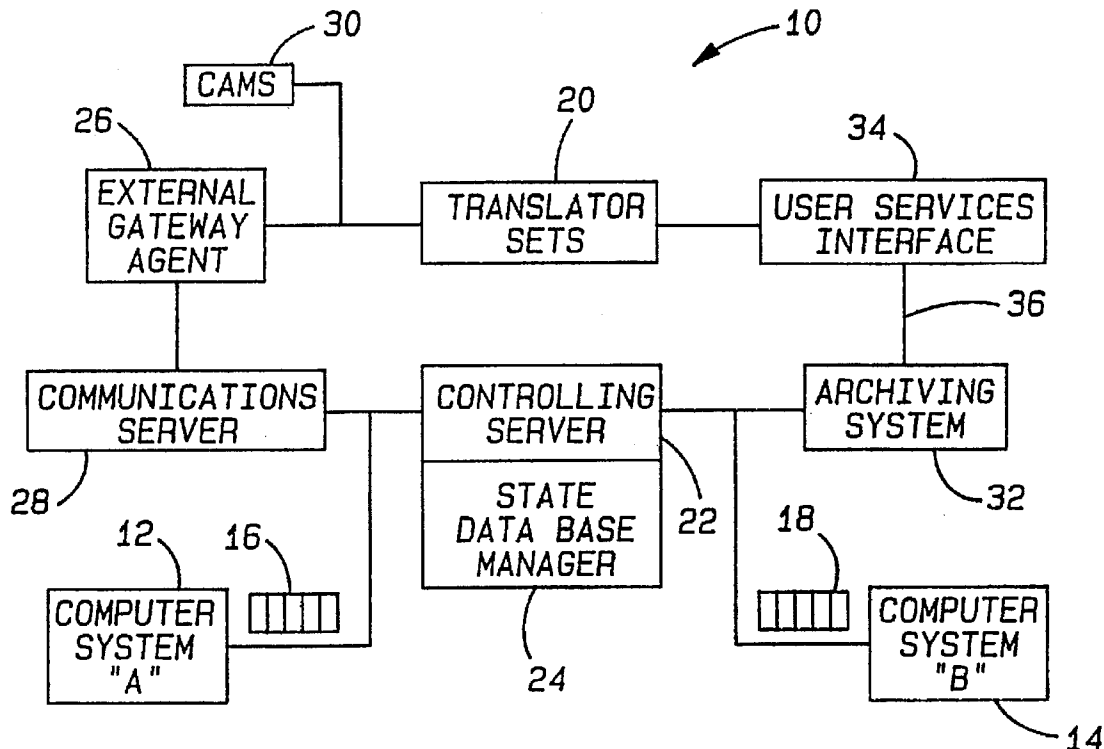 30
10
CAMS
26
20
34
EXTERNAL
GATEWAY
AGENT
TRANSLATOR
SETS
USER SERVICES
INTERFACE
36
COMMUNICATIONS
SERVER
CONTROLLING
SERVER
ARCHIVING
SYSTEM
28
22
32
STATE
DATA BASE
MANAGER
12
16
18
COMPUTER
SYSTEM
"A"
24
COMPUTER
SYSTEM
"B"
14